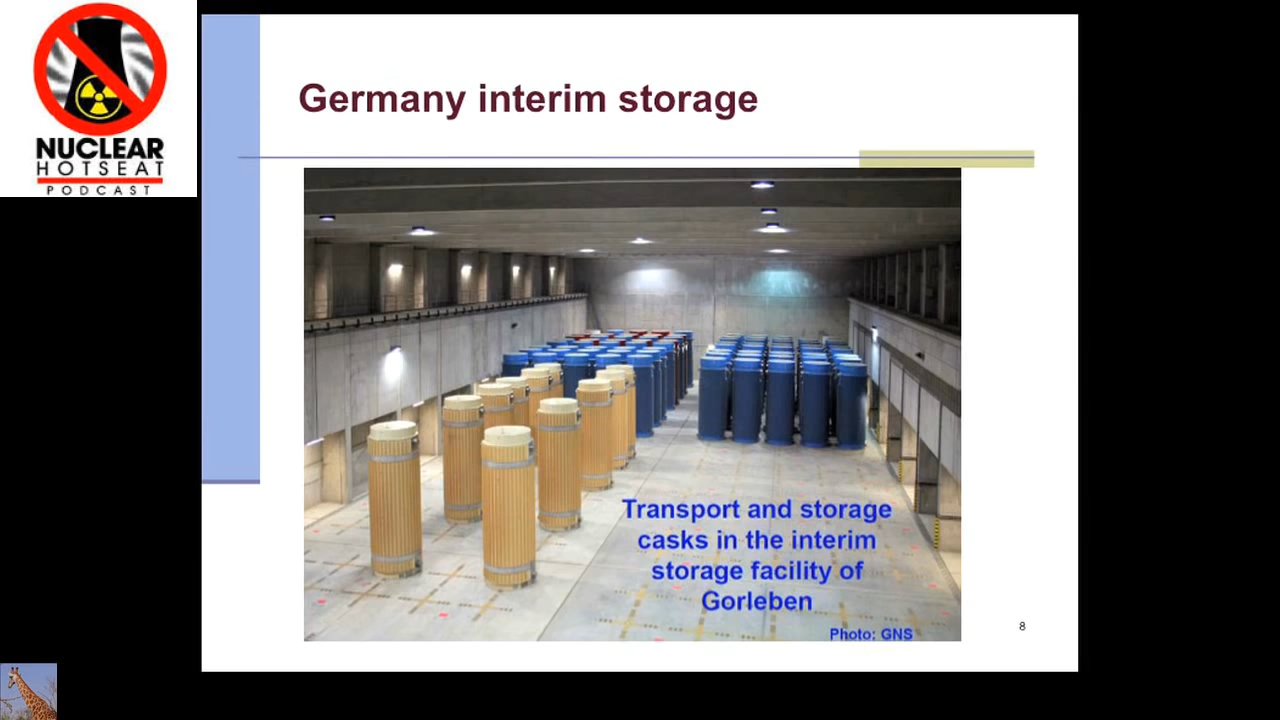 NUCLEAR
HOTSEAT
PODCAST
Germany interim storage
Transport and storage
casks in the interim
storage facility of
Gorleben
Photo: GNS
8